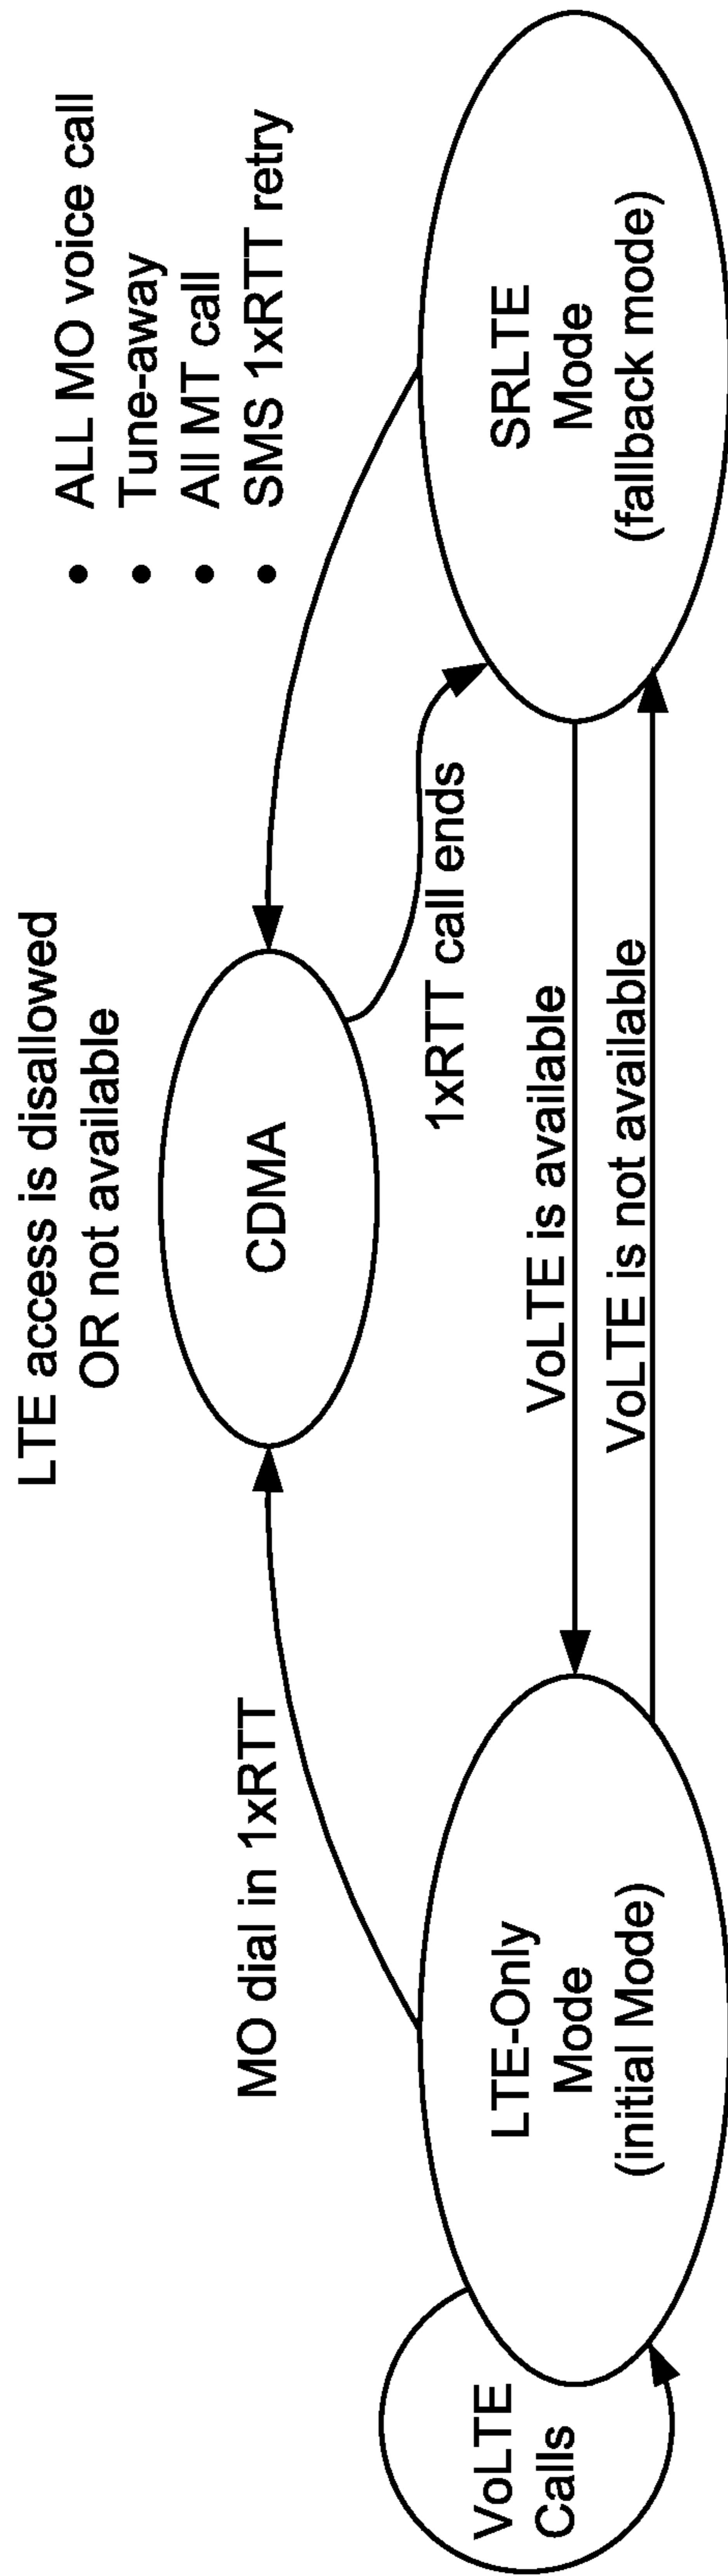 LTE access is disallowed
OR not available
• ALL MO voice call
• Tune-away
• All MT call
• SMS 1xRTT retry
MO dial in 1xRTT
CDMA
1xRTT call ends
VoLTE
Calls
LTE-Only
Mode
(initial Mode)
VoLTE is available
VoLTE is not available
SRLTE
Mode
(fallback mode)